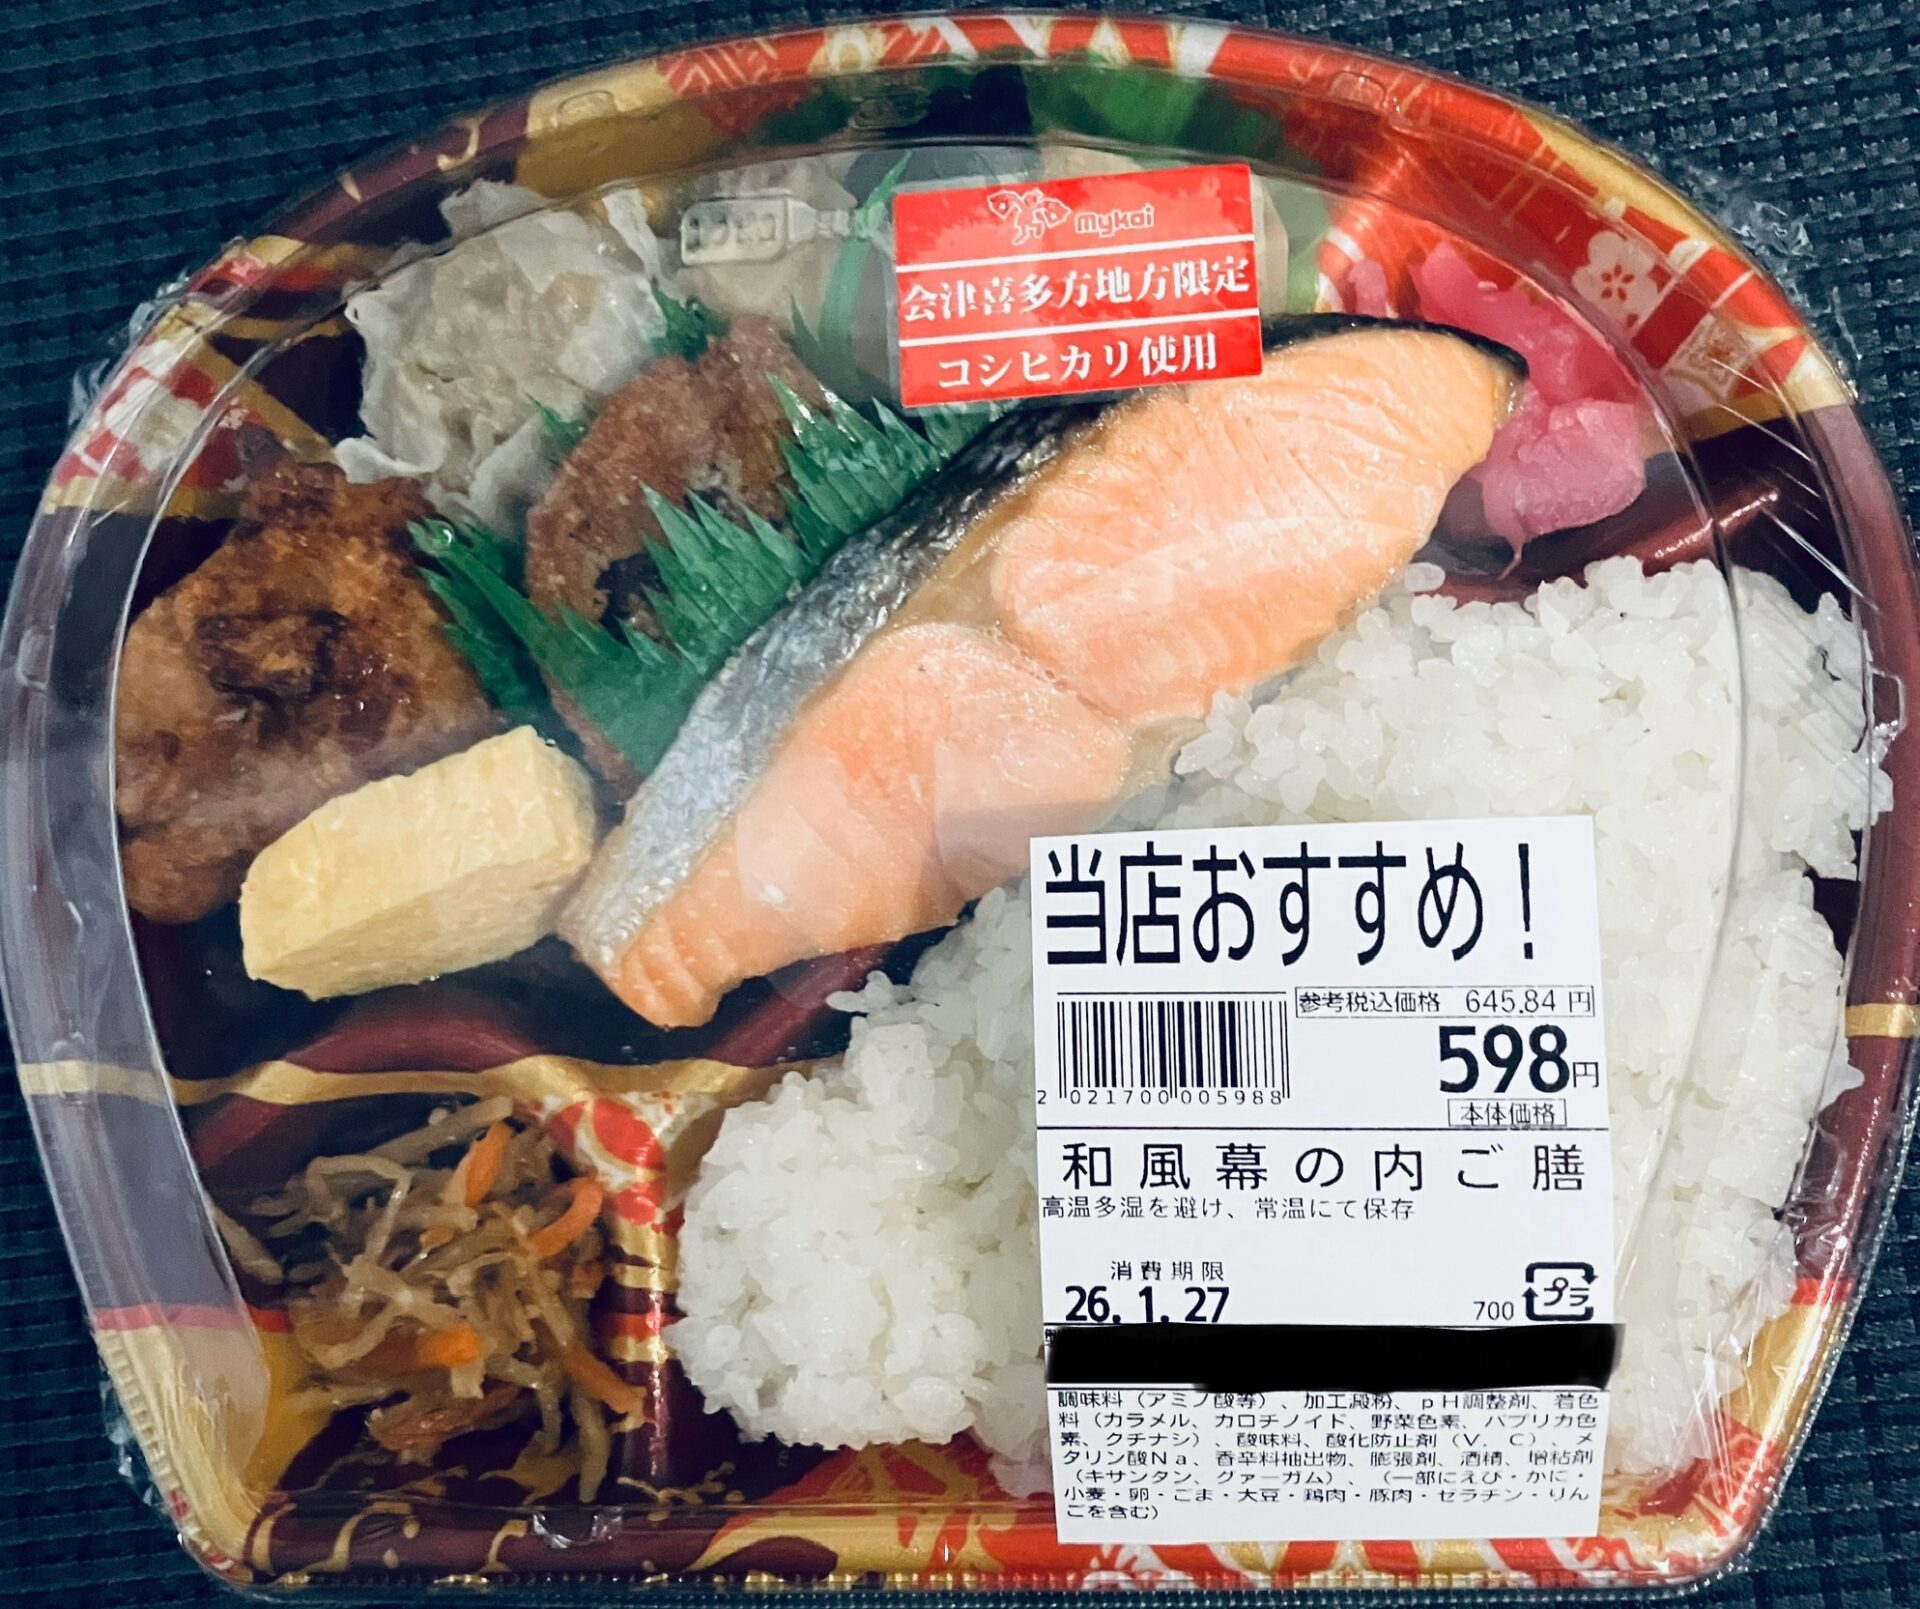 mykai
会津喜多方地方限定
コシヒカリ使用
当店おすすめ!
参考税込価格 645.84 円
598円
本体価格
2 021700 005988
和風幕の内ご膳
高温多湿を避け、常温にて保存
消費期限
26. 1. 27
700 プラ
調味料(アミノ酸等)、加工澱粉、pH調整剤、着色
料(カラメル、カロチノイド、野菜色素、パプリカ色
素、クチナシ)、酸味料、酸化防止剤(V.C)、メ
タリン酸Na、香辛料抽出物、膨張剤、酒精、増粘剤
(キサンタン、グァーガム)、(一部にえび・かに・
小麦・卵・ごま・大豆・鶏肉・豚肉・ゼラチン・りん
ごを含む)